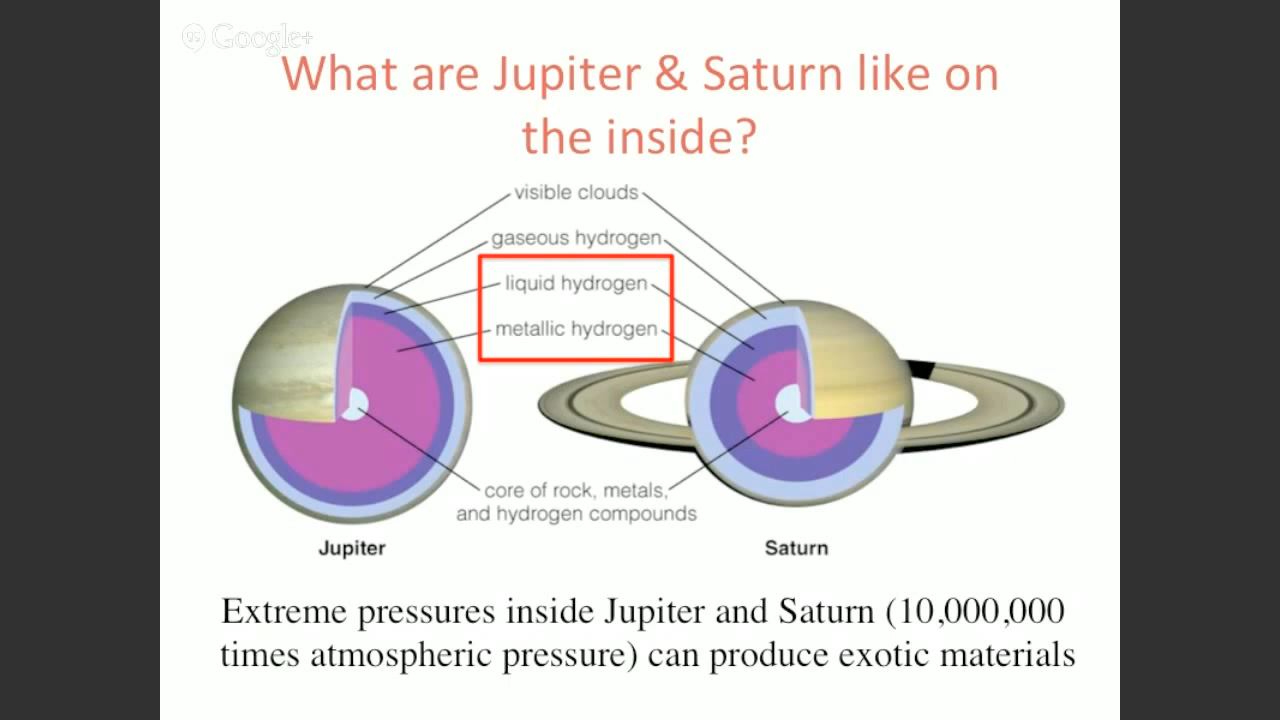 Google+
What are Jupiter & Saturn like on
the inside?
visible clouds
gaseous hydrogen
liquid hydrogen
metallic hydrogen
core of rock, metals,
and hydrogen compounds
Jupiter
Saturn
Extreme pressures inside Jupiter and Saturn (10,000,000
times atmospheric pressure) can produce exotic materials